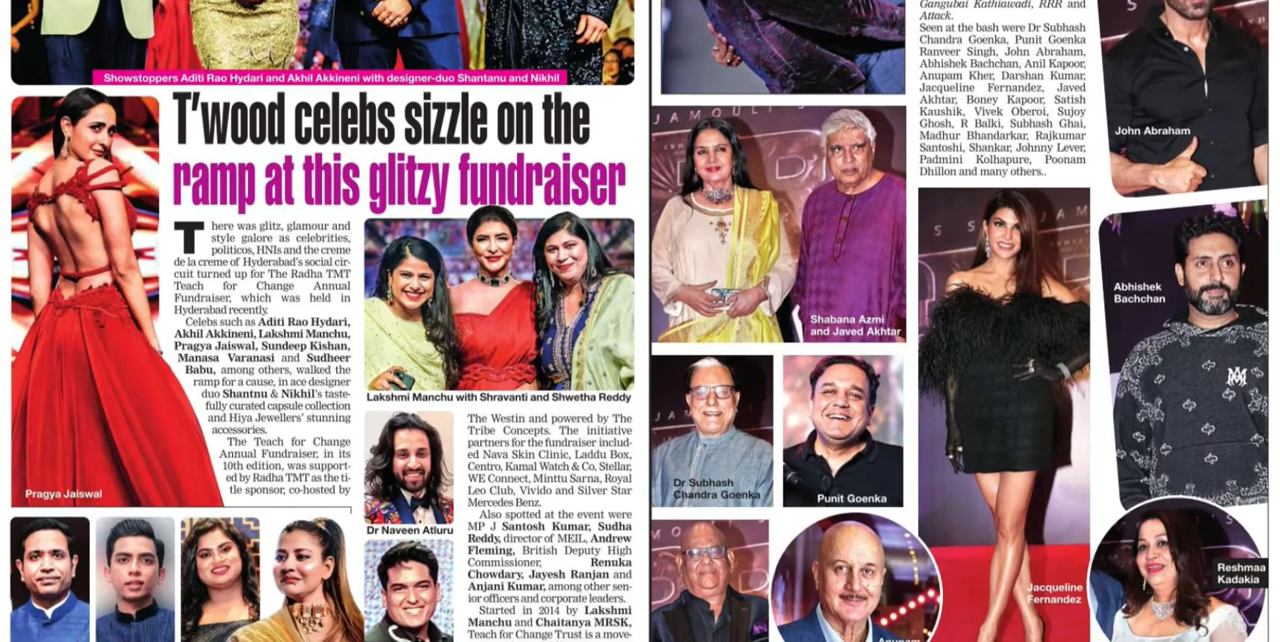 Showstoppers Aditi Rao Hydari and Akhil Akkineni with designer-duo Shantanu and Nikhil
T'wood celebs sizzle on the
ramp at this glitzy fundraiser
There was glitz, glamour and
style galore as celebrities,
politicos, HNIs and the creme
de la creme of Hyderabad's social cir-
cuit turned up for The Radha TMT
Teach for Change Annual
Fundraiser, which was held in
Hyderabad recently.
Celebs such as Aditi Rao Hydari,
Akhil Akkineni, Lakshmi Manchu,
Pragya Jaiswal, Sundeep Kishan,
Manasa Varanasi and Sudheer
Babu, among others, walked the
ramp for a cause, in ace designer
duo Shantnu & Nikhil's taste-
fully curated capsule collection
and Hiya Jewellers' stunning
accessories.
The Teach for Change
Annual Fundraiser, in its
10th edition, was support-
ed by Radha TMT as the ti-
tle sponsor, co-hosted by
Pragya Jaiswal
Lakshmi Manchu with Shravanti and Shwetha Reddy
Dr Naveen Atluru
The Westin and powered by The
Tribe Concepts. The initiative
partners for the fundraiser includ-
ed Nava Skin Clinic, Laddu Box,
Centro, Kamal Watch & Co, Stellar,
WE Connect, Minttu Sarna, Royal
Leo Club, Vivido and Silver Star
Mercedes Benz.
Also spotted at the event were
MP J Santosh Kumar, Sudha
Reddy, director of MEIL, Andrew
Fleming, British Deputy High
Commissioner, Renuka
Chowdary, Jayesh Ranjan and
Anjani Kumar, among other sen-
ior officers and corporate leaders.
Started in 2014 by Lakshmi
Manchu and Chaitanya MRSK,
Teach for Change Trust is a move-
Gangubai Kathiawadi, RRR and
Attack.
Seen at the bash were Dr Subhash
Chandra Goenka, Punit Goenka
Ranveer Singh, John Abraham,
Abhishek Bachchan, Anil Kapoor,
Anupam Kher, Darshan Kumar,
Jacqueline Fernandez, Javed
Akhtar, Boney Kapoor, Satish
Kaushik, Vivek Oberoi, Sujoy
Ghosh, R Balki, Subhash Ghai,
Madhur Bhandarkar, Rajkumar
Santoshi, Shankar, Johnny Lever,
Padmini Kolhapure, Poonam
Dhillon and many others..
John Abraham
JAMOULI S
Shabana Azmi
and Javed Akhtar
Abhishek
Bachchan
Dr Subhash
Chandra Goenka
Punit Goenka
Jacqueline
Fernandez
Reshmaa
Kadakia
Anupam